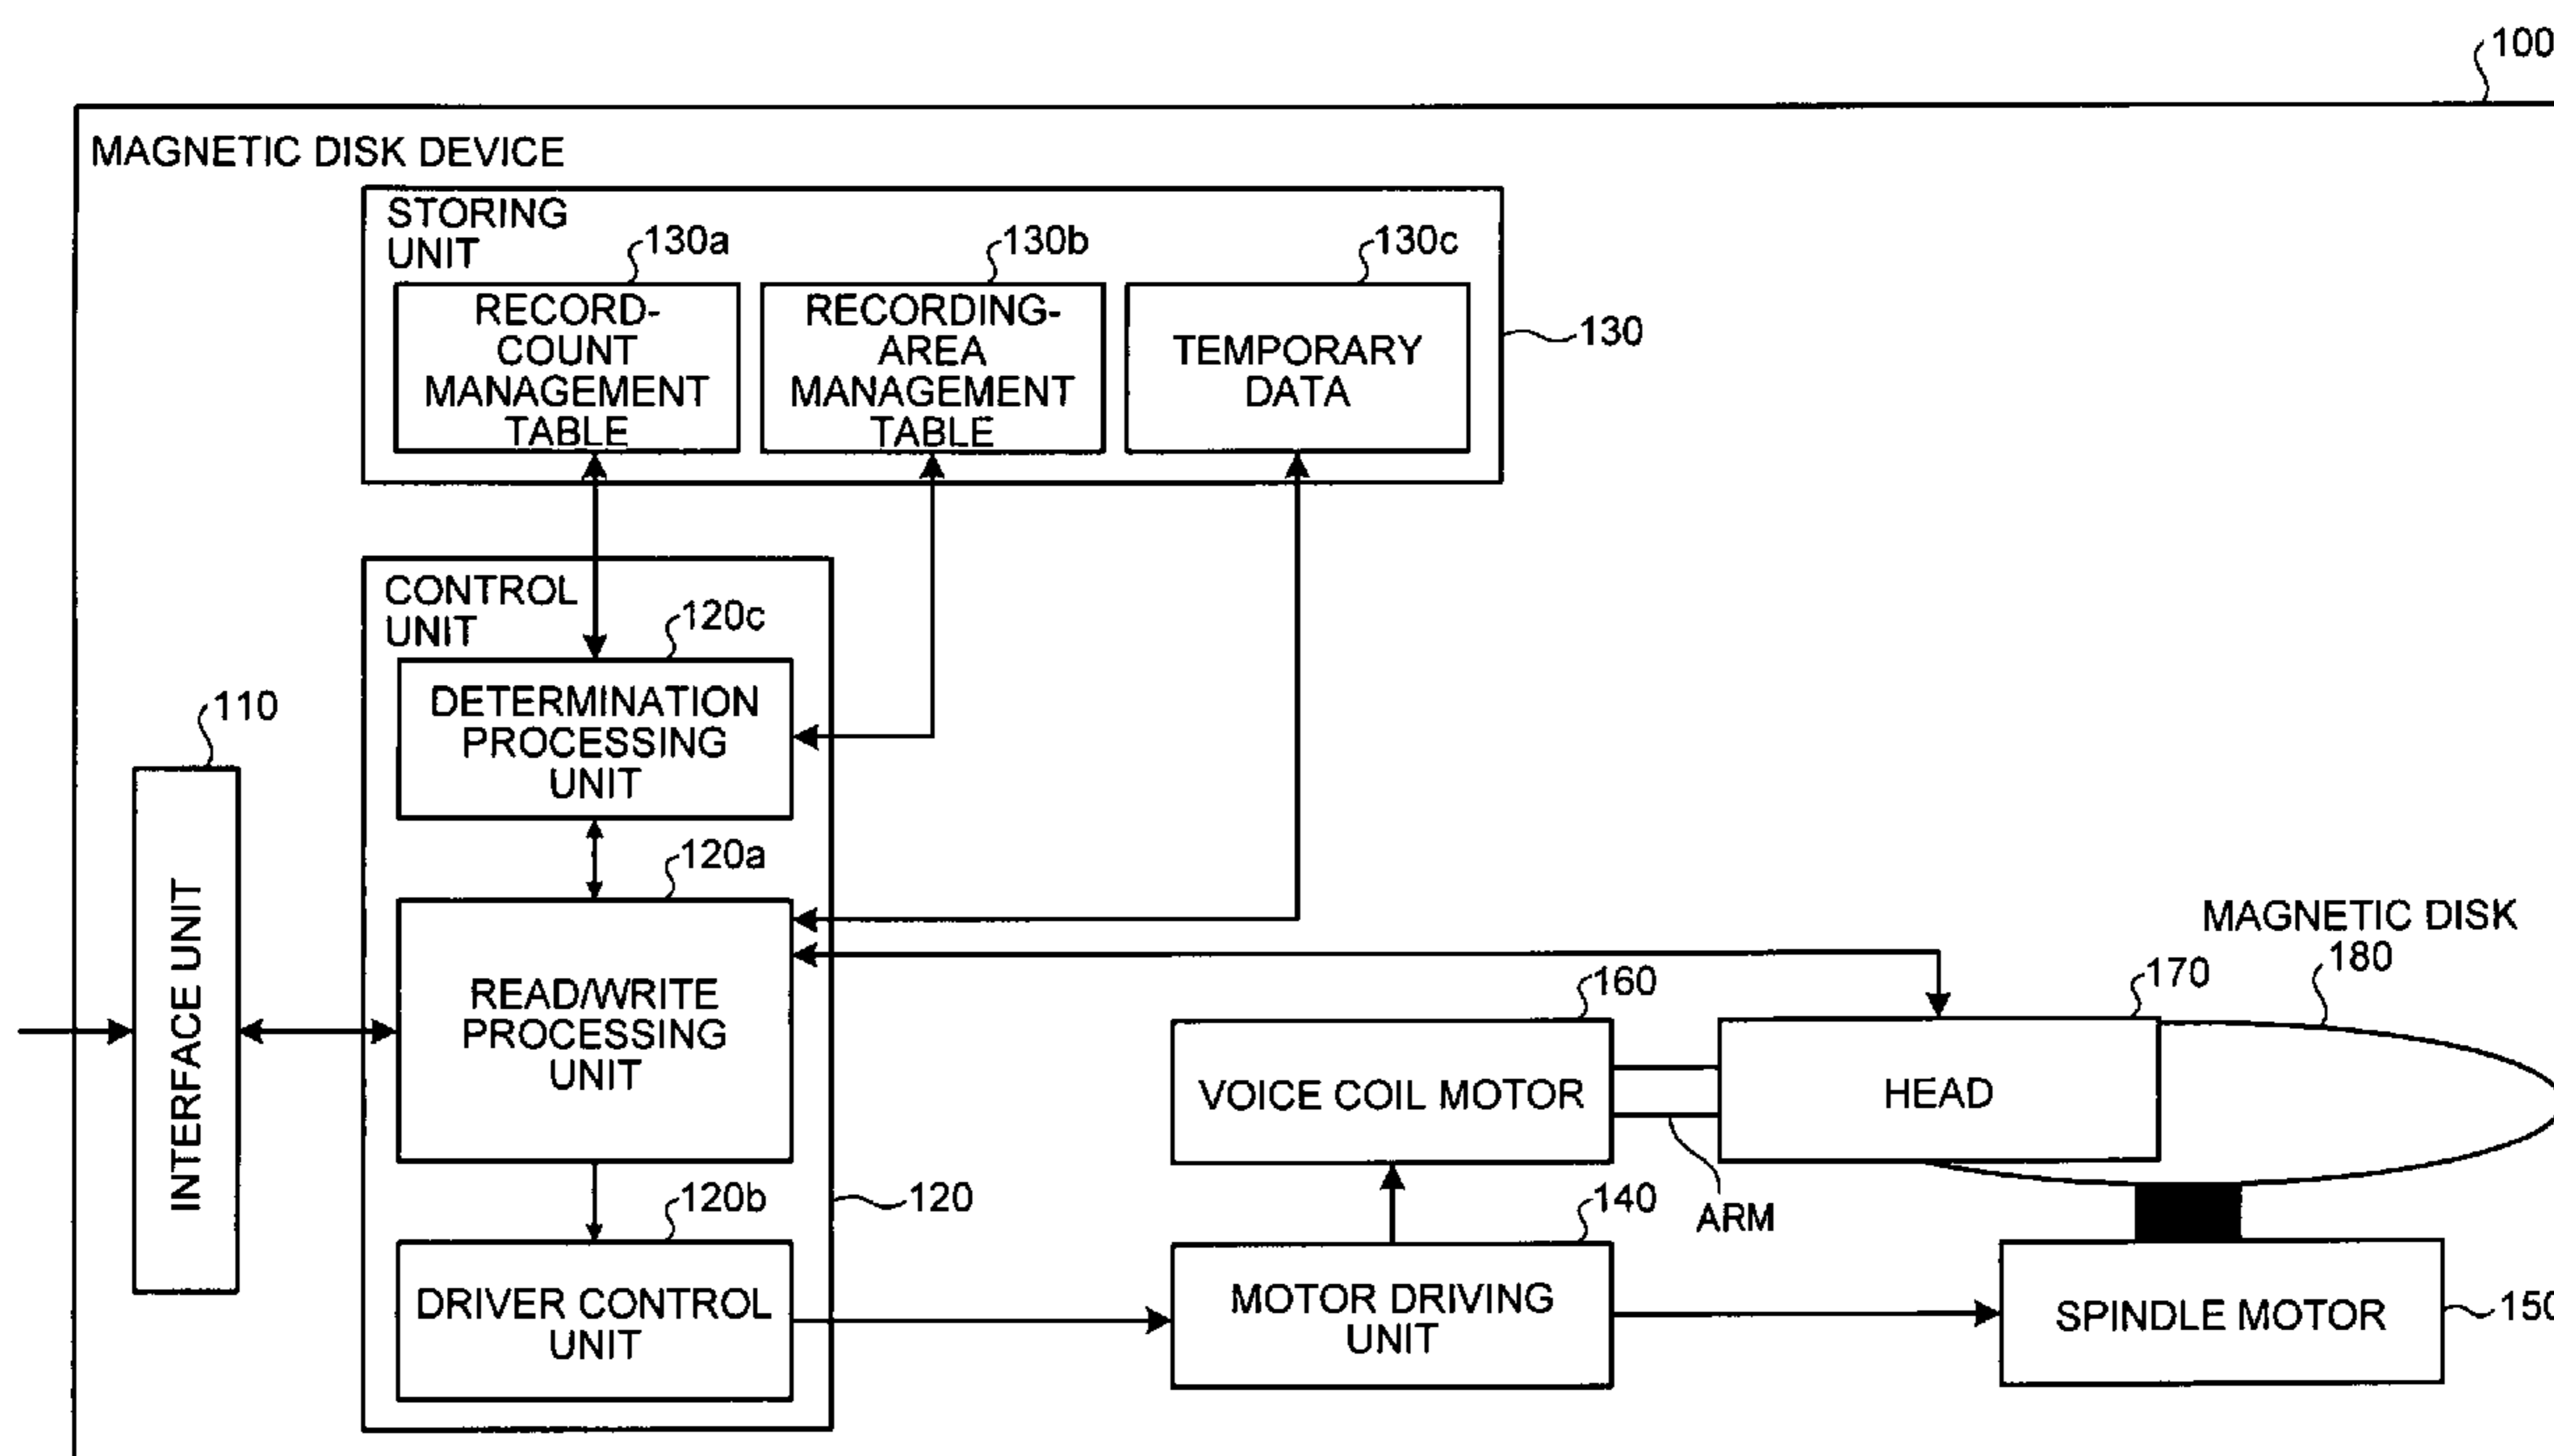 100
MAGNETIC DISK DEVICE
STORING
UNIT
130a
130b
130c
RECORD-
COUNT
MANAGEMENT
TABLE
RECORDING-
AREA
MANAGEMENT
TABLE
TEMPORARY
DATA
130
CONTROL
UNIT
120c
DETERMINATION
PROCESSING
UNIT
110
INTERFACE UNIT
120a
READ/WRITE
PROCESSING
UNIT
MAGNETIC DISK
180
170
160
VOICE COIL MOTOR
HEAD
ARM
120b
120
140
DRIVER CONTROL
UNIT
MOTOR DRIVING
UNIT
SPINDLE MOTOR
150